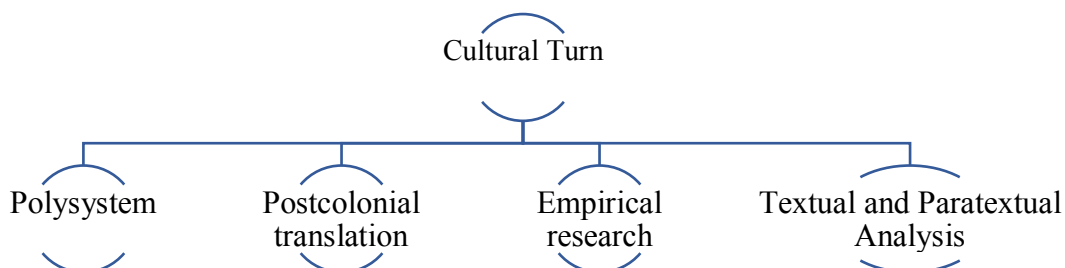 Cultural Turn
Polysystem
Postcolonial
translation
Empirical
research
Textual and Paratextual
Analysis